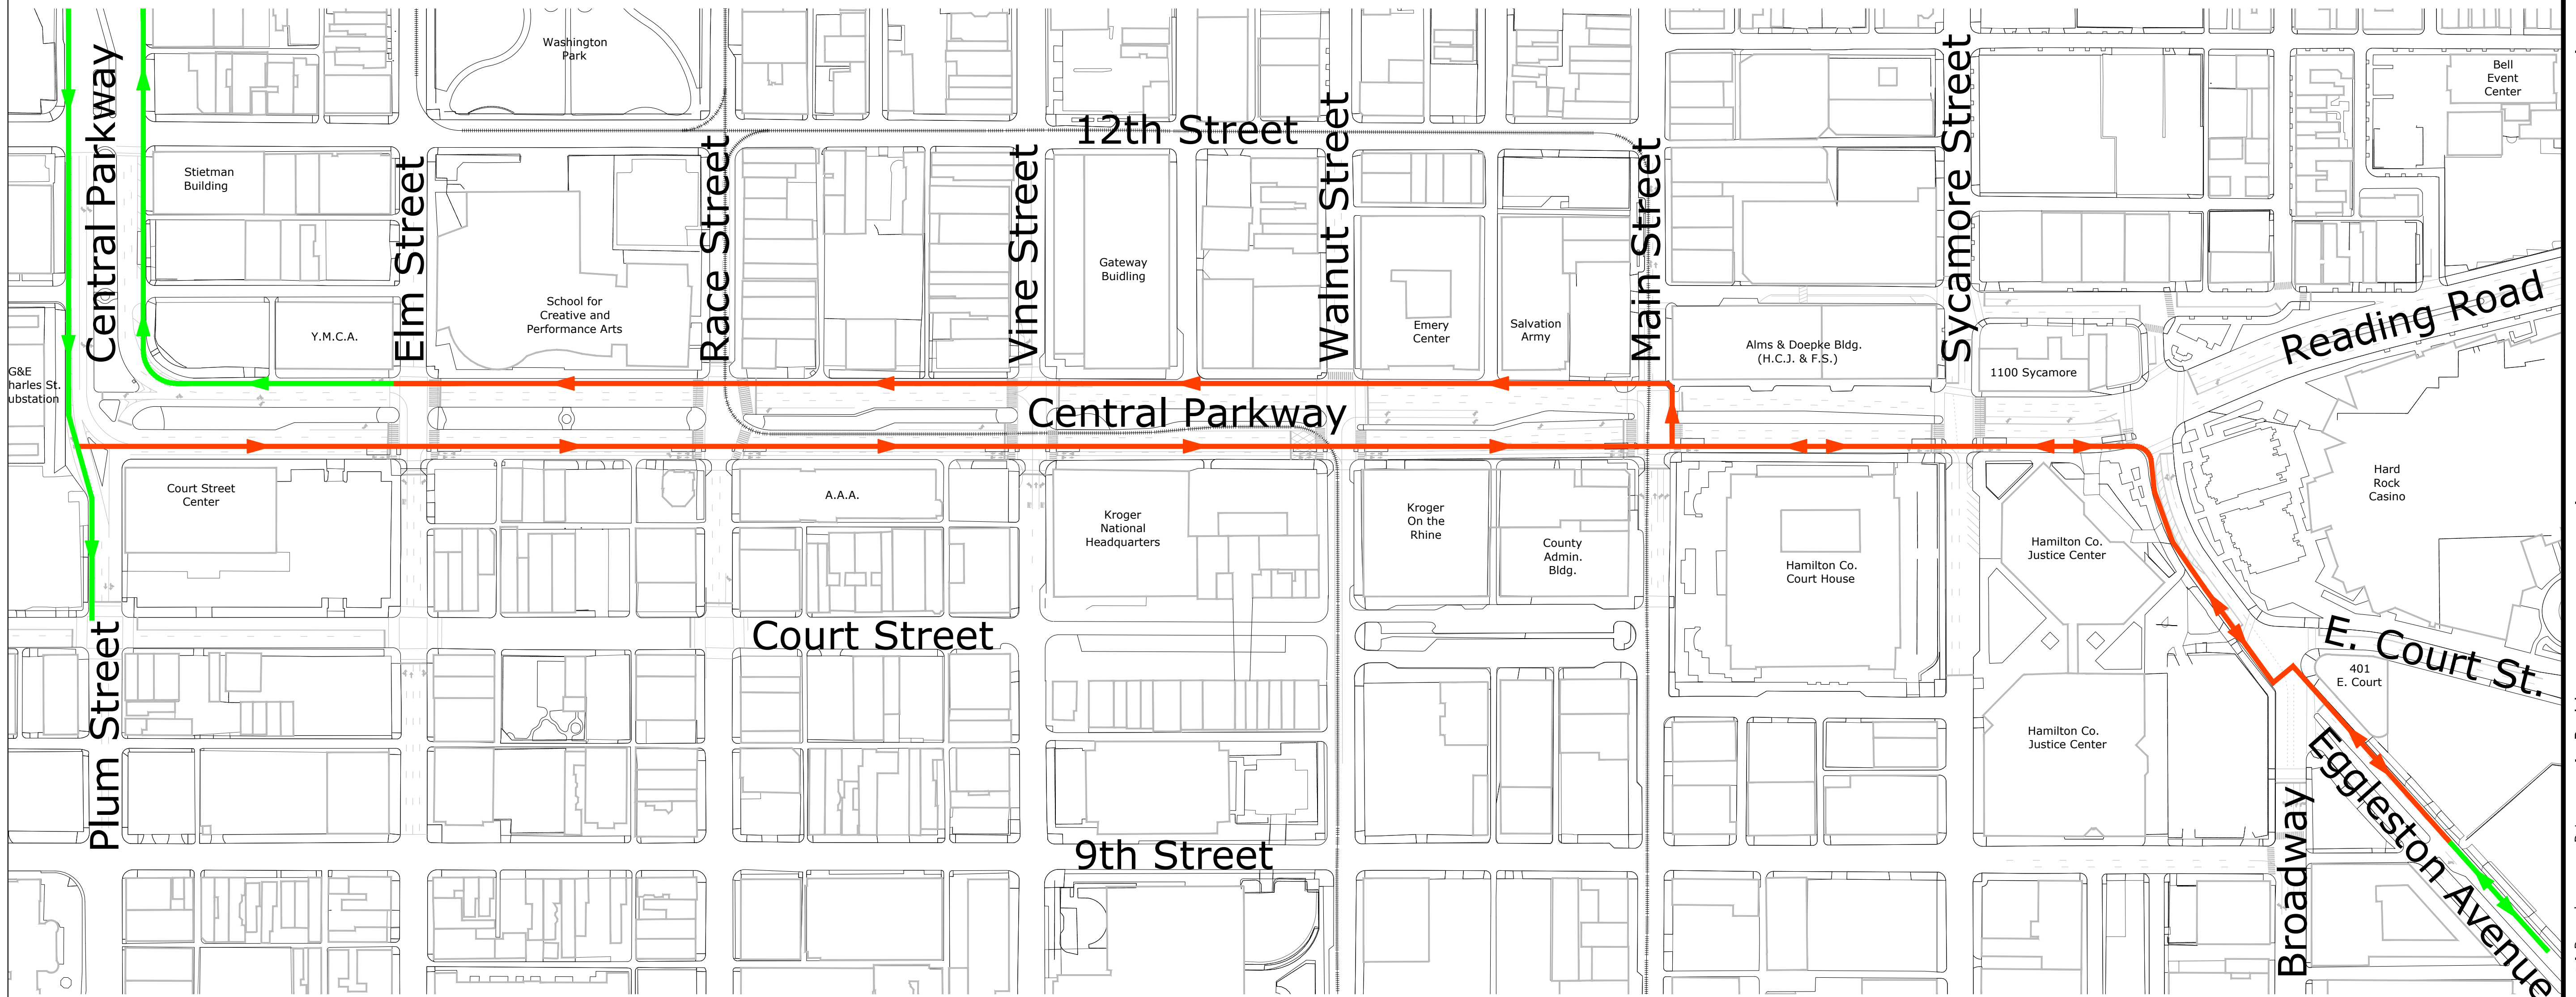 Washington
Park
Bell
Event
Center
12th Street
Central Parkway
Stietman
Building
Elm Street
Race Street
Vine Street
Walnut Street
Main Street
Sycamore Street
Gateway
Buidling
School for
Creative and
Performance Arts
Y.M.C.A.
Emery
Center
Salvation
Army
Alms & Doepke Bldg.
(H.C.J. & F.S.)
1100 Sycamore
Reading Road
G&E
harles St.
ubstation
Central Parkway
Court Street
Center
A.A.A.
Kroger
National
Headquarters
Kroger
On the
Rhine
County
Admin.
Bldg.
Hamilton Co.
Court House
Hamilton Co.
Justice Center
Hard
Rock
Casino
Court Street
E. Court St.
401
E. Court
Plum Street
Hamilton Co.
Justice Center
Eggleston Avenue
Broadway
9th Street